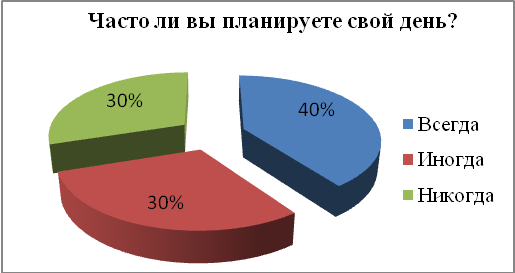 Часто ли вы планируете свой день?
30%
40%
30%
Всегда
Иногда
Никогда